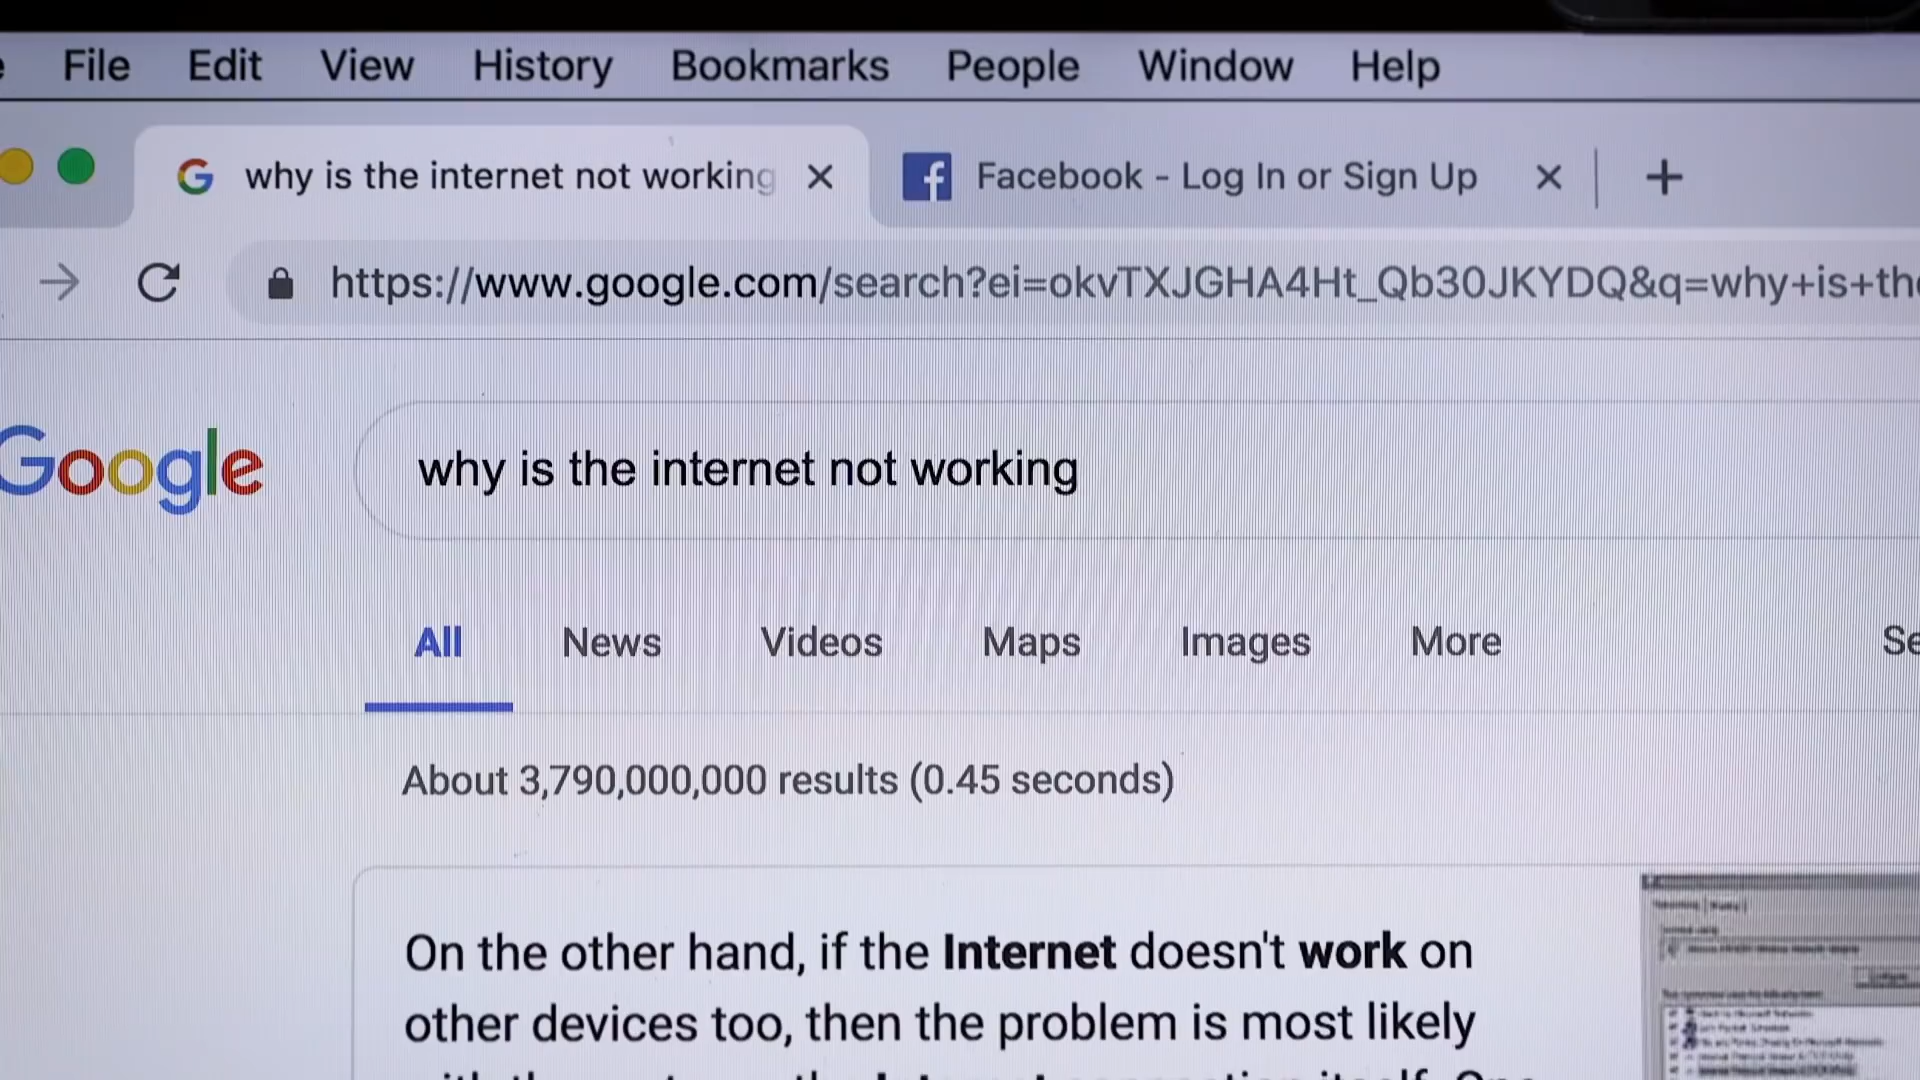 File Edit View History Bookmarks People Window Help
why is the internet not working
Facebook - Log In or Sign Up
https://www.google.com/search?ei=okvTXJGHA4Ht_Qb30JKYDQ&q=why+is+the
Google
why is the internet not working
All News Videos Maps Images More
About 3,790,000,000 results (0.45 seconds)
On the other hand, if the Internet doesn't work on
other devices too, then the problem is most likely